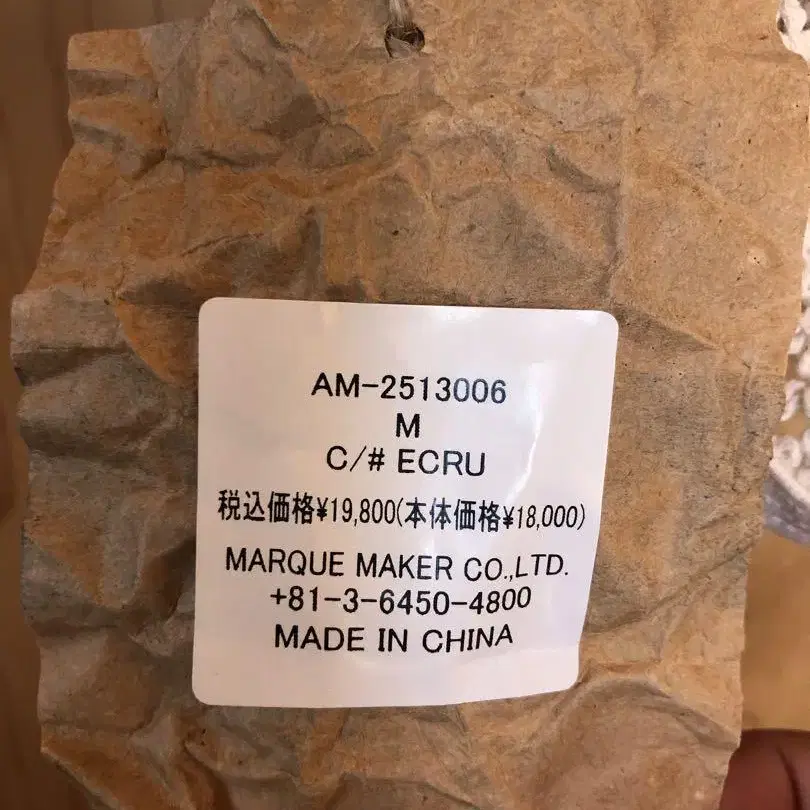 AM-2513006
M
C/# ECRU
税込価格¥19,800(本体価格¥18,000)
MARQUE MAKER CO.,LTD.
+81-3-6450-4800
MADE IN CHINA